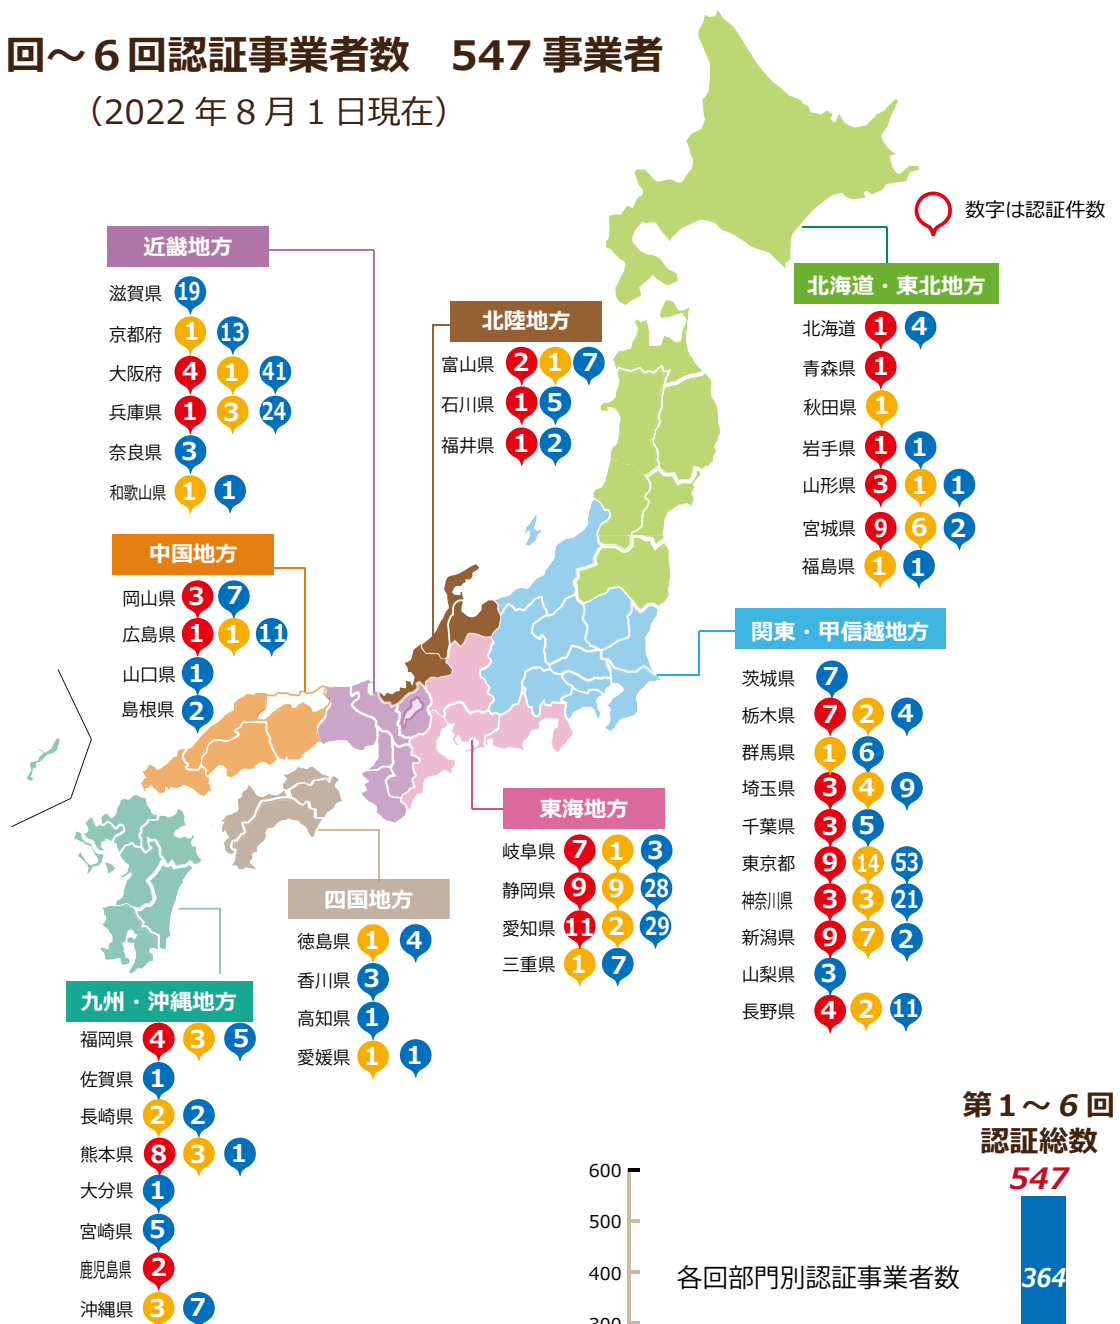 回～6回認証事業者数　547 事業者
（2022 年 8 月 1 日現在）
数字は認証件数
近畿地方
滋賀県 19
京都府 1 13
大阪府 4 1 41
兵庫県 1 3 24
奈良県 3
和歌山県 1 1
北陸地方
富山県 2 1 7
石川県 1 5
福井県 1 2
北海道・東北地方
北海道 1 4
青森県 1
秋田県 1
岩手県 1 1
山形県 3 1 1
宮城県 9 6 2
福島県 1 1
中国地方
岡山県 3 7
広島県 1 1 11
山口県 1
島根県 2
関東・甲信越地方
茨城県 7
栃木県 7 2 4
群馬県 1 6
埼玉県 3 4 9
千葉県 3 5
東京都 9 14 53
神奈川県 3 3 21
新潟県 9 7 2
山梨県 3
長野県 4 2 11
東海地方
岐阜県 7 1 3
静岡県 9 9 28
愛知県 11 2 29
三重県 1 7
四国地方
徳島県 1 4
香川県 3
高知県 1
愛媛県 1 1
九州・沖縄地方
福岡県 4 3 5
佐賀県 1
長崎県 2 2
熊本県 8 3 1
大分県 1
宮崎県 5
鹿児島県 2
沖縄県 3 7
第1～6回
認証総数
547
600
500
400
300
各回部門別認証事業者数
364